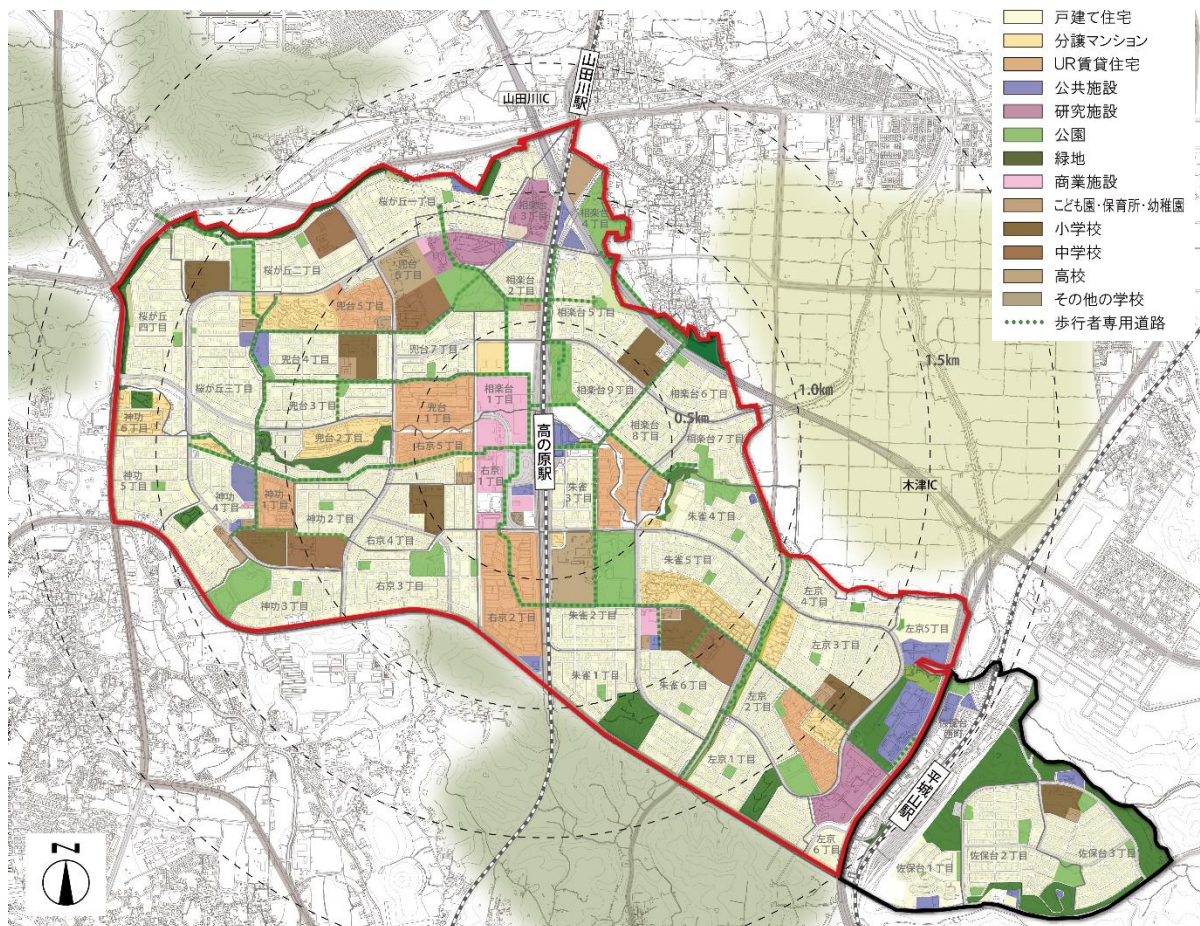 戸建て住宅
分譲マンション
UR賃貸住宅
公共施設
研究施設
公園
緑地
商業施設
こども園・保育所・幼稚園
小学校
中学校
高校
その他の学校
歩行者専用道路
山田川駅
山田川IC
桜が丘一丁目
相楽台
3丁目
相楽台
4丁目
桜が丘二丁目
兜台
6丁目
相楽台
2丁目
桜が丘
四丁目
兜台5丁目
相楽台5丁目
兜台4丁目
兜台7丁目
桜が丘三丁目
相楽台
1丁目
相楽台9丁目
相楽台6丁目
1.5km
1.0km
0.5km
兜台3丁目
兜台
1丁目
神功
6丁目
兜台2丁目
右京5丁目
高の原駅
相楽台
8丁目
相楽台7丁目
神功
5丁目
神功
4丁目
神功
1丁目
右京
1丁目
朱雀
3丁目
木津IC
神功2丁目
右京4丁目
朱雀4丁目
朱雀5丁目
右京3丁目
神功3丁目
右京2丁目
朱雀2丁目
左京
4丁目
左京5丁目
左京3丁目
朱雀1丁目
朱雀6丁目
左京
2丁目
左京1丁目
佐保台
西町
平城山駅
左京
6丁目
佐保台1丁目
佐保台2丁目
佐保台3丁目
N